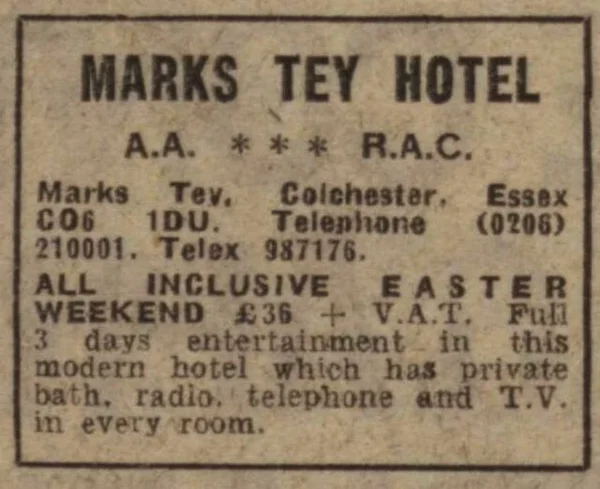 MARKS TEY HOTEL
A.A. * * * R.A.C.
Marks Tey, Colchester, Essex
CO6 1DU. Telephone (0206)
210001. Telex 987176.
ALL INCLUSIVE EASTER
WEEKEND £36 + V.A.T. Full
3 days entertainment in this
modern hotel which has private
bath, radio, telephone and T.V.
in every room.